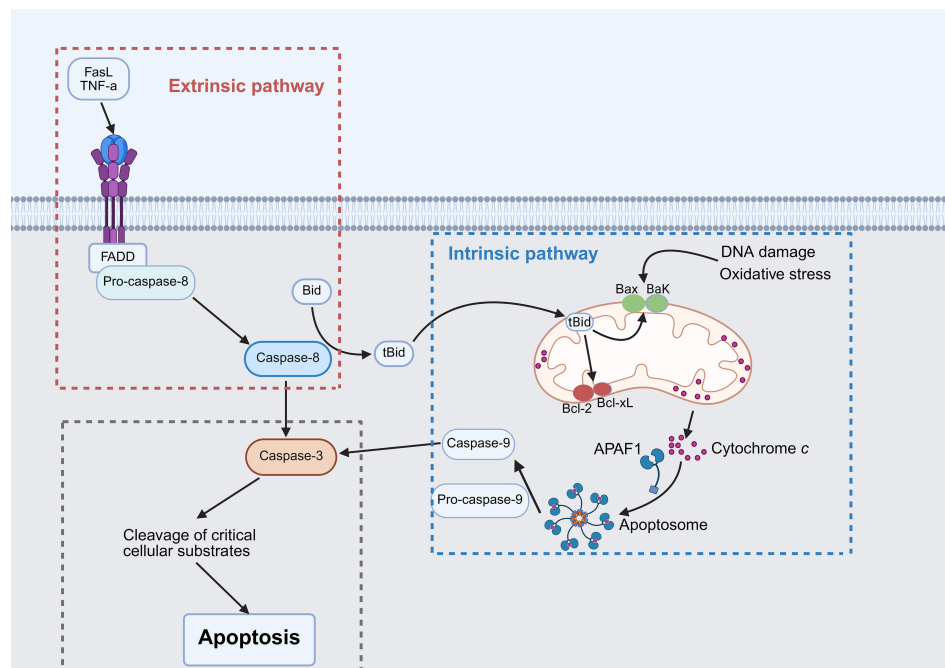 FasL
TNF-a
Extrinsic pathway
FADD
Pro-caspase-8
Bid
tBid
Caspase-8
Intrinsic pathway
DNA damage
Oxidative stress
Bax BaK
tBid
Bcl-2 Bcl-xL
Caspase-3
Caspase-9
APAF1
Cytochrome c
Pro-caspase-9
Apoptosome
Cleavage of critical
cellular substrates
Apoptosis